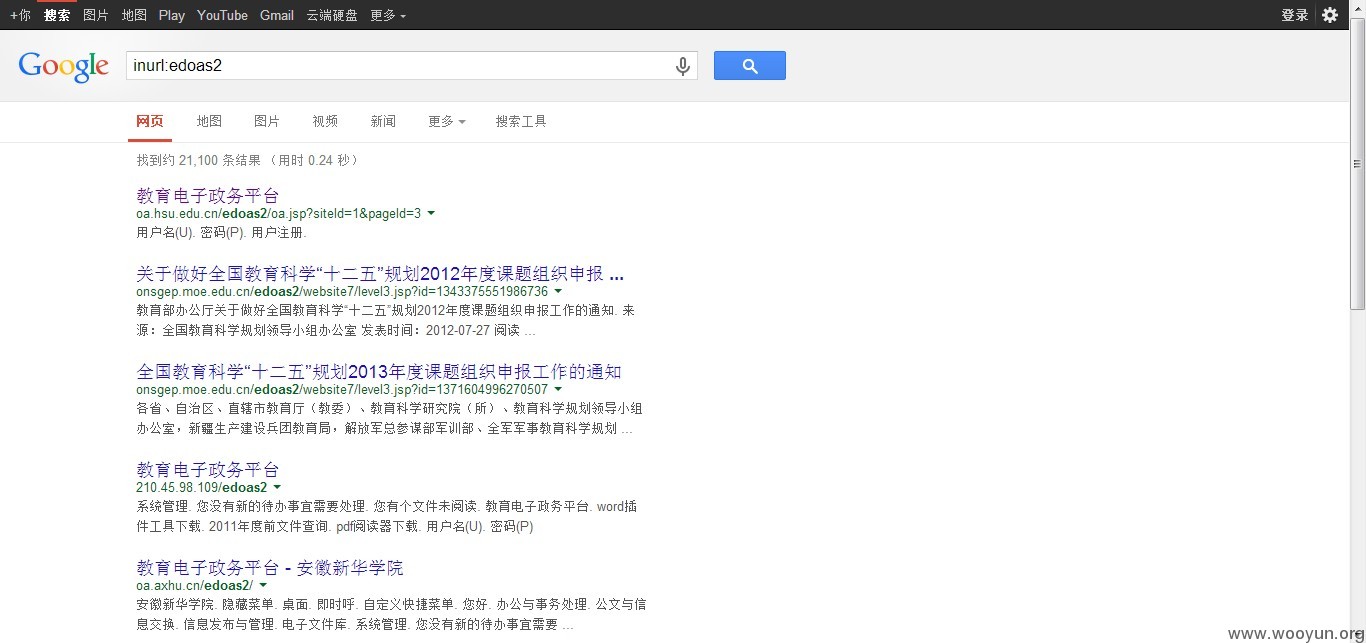 +你 搜索 图片 地图 Play YouTube Gmail 云端硬盘 更多 登录
Google inurl:edoas2
网页 地图 图片 视频 新闻 更多 搜索工具
找到约 21,100 条结果 （用时 0.24 秒）
教育电子政务平台
oa.hsu.edu.cn/edoas2/oa.jsp?siteId=1&pageId=3
用户名(U). 密码(P). 用户注册.
关于做好全国教育科学“十二五”规划2012年度课题组织申报 ...
onsgep.moe.edu.cn/edoas2/website7/level3.jsp?id=1343375551986736
教育部办公厅关于做好全国教育科学“十二五”规划2012年度课题组织申报工作的通知. 来
源：全国教育科学规划领导小组办公室 发表时间：2012-07-27 阅读 ...
全国教育科学“十二五”规划2013年度课题组织申报工作的通知
onsgep.moe.edu.cn/edoas2/website7/level3.jsp?id=1371604996270507
各省、自治区、直辖市教育厅（教委）、教育科学研究院（所）、教育科学规划领导小组
办公室，新疆生产建设兵团教育局，解放军总参谋部军训部、全军军事教育科学规划 ...
教育电子政务平台
210.45.98.109/edoas2
系统管理. 您没有新的待办事宜需要处理. 您有个文件未阅读. 教育电子政务平台. word插
件工具下载. 2011年度前文件查询. pdf阅读器下载. 用户名(U). 密码(P)
教育电子政务平台 - 安徽新华学院
oa.axhu.cn/edoas2/
安徽新华学院. 隐藏菜单. 桌面. 即时呼. 自定义快捷菜单. 您好. 办公与事务处理. 公文与信
息交换. 信息发布与管理. 电子文件库. 系统管理. 您没有新的待办事宜需要 ...
www.wooyun.org